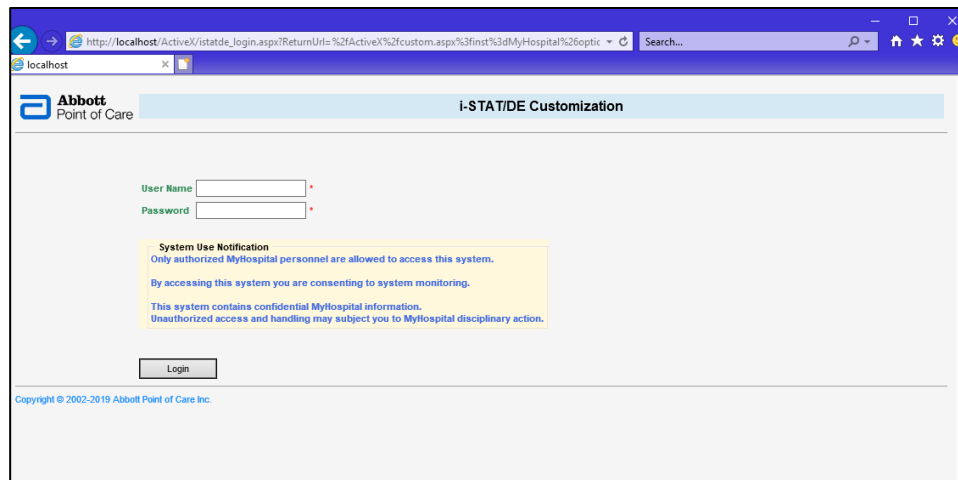 http://localhost/ActiveX/istatde_login.aspx?ReturnUrl=%2fActiveX%2fcustom.aspx%3finst%3dMyHospital%26optic
Search...
localhost
Abbott
Point of Care
i-STAT/DE Customization
User Name *
Password *
System Use Notification
Only authorized MyHospital personnel are allowed to access this system.
By accessing this system you are consenting to system monitoring.
This system contains confidential MyHospital information.
Unauthorized access and handling may subject you to MyHospital disciplinary action.
Login
Copyright © 2002-2019 Abbott Point of Care Inc.